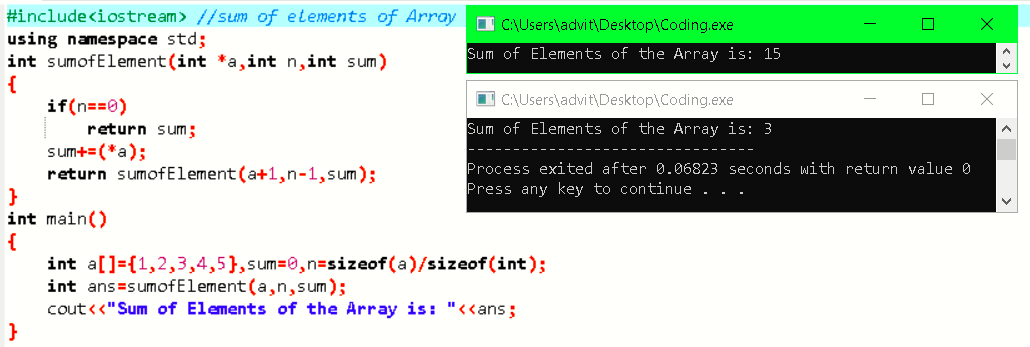 #include<iostream> //sum of elements of Array
using namespace std;
int sumofElement(int *a,int n,int sum)
{
if(n==0)
return sum;
sum+=(*a);
return sumofElement(a+1,n-1,sum);
}
int main()
{
int a[]={1,2,3,4,5},sum=0,n=sizeof(a)/sizeof(int);
int ans=sumofElement(a,n,sum);
cout<<"Sum of Elements of the Array is: "<<ans;
}
C:\Users\advit\Desktop\Coding.exe
Sum of Elements of the Array is: 15
C:\Users\advit\Desktop\Coding.exe
Sum of Elements of the Array is: 3
--------------------------------
Process exited after 0.06823 seconds with return value 0
Press any key to continue . . .